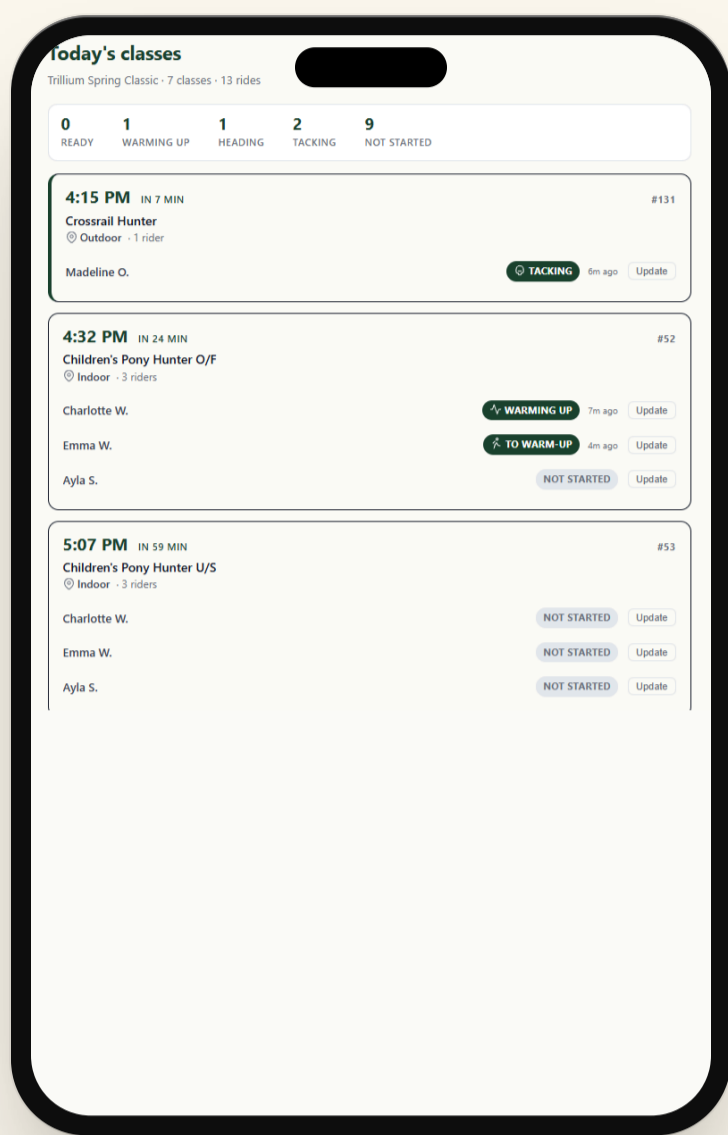 Today's classes
Trillium Spring Classic · 7 classes · 13 rides
0 1 1 2 9
READY WARMING UP HEADING TACKING NOT STARTED
4:15 PM IN 7 MIN #131
Crossrail Hunter
Outdoor · 1 rider
Madeline O. TACKING 6m ago Update
4:32 PM IN 24 MIN #52
Children's Pony Hunter O/F
Indoor · 3 riders
Charlotte W. WARMING UP 7m ago Update
Emma W. TO WARM-UP 4m ago Update
Ayla S. NOT STARTED Update
5:07 PM IN 59 MIN #53
Children's Pony Hunter U/S
Indoor · 3 riders
Charlotte W. NOT STARTED Update
Emma W. NOT STARTED Update
Ayla S. NOT STARTED Update